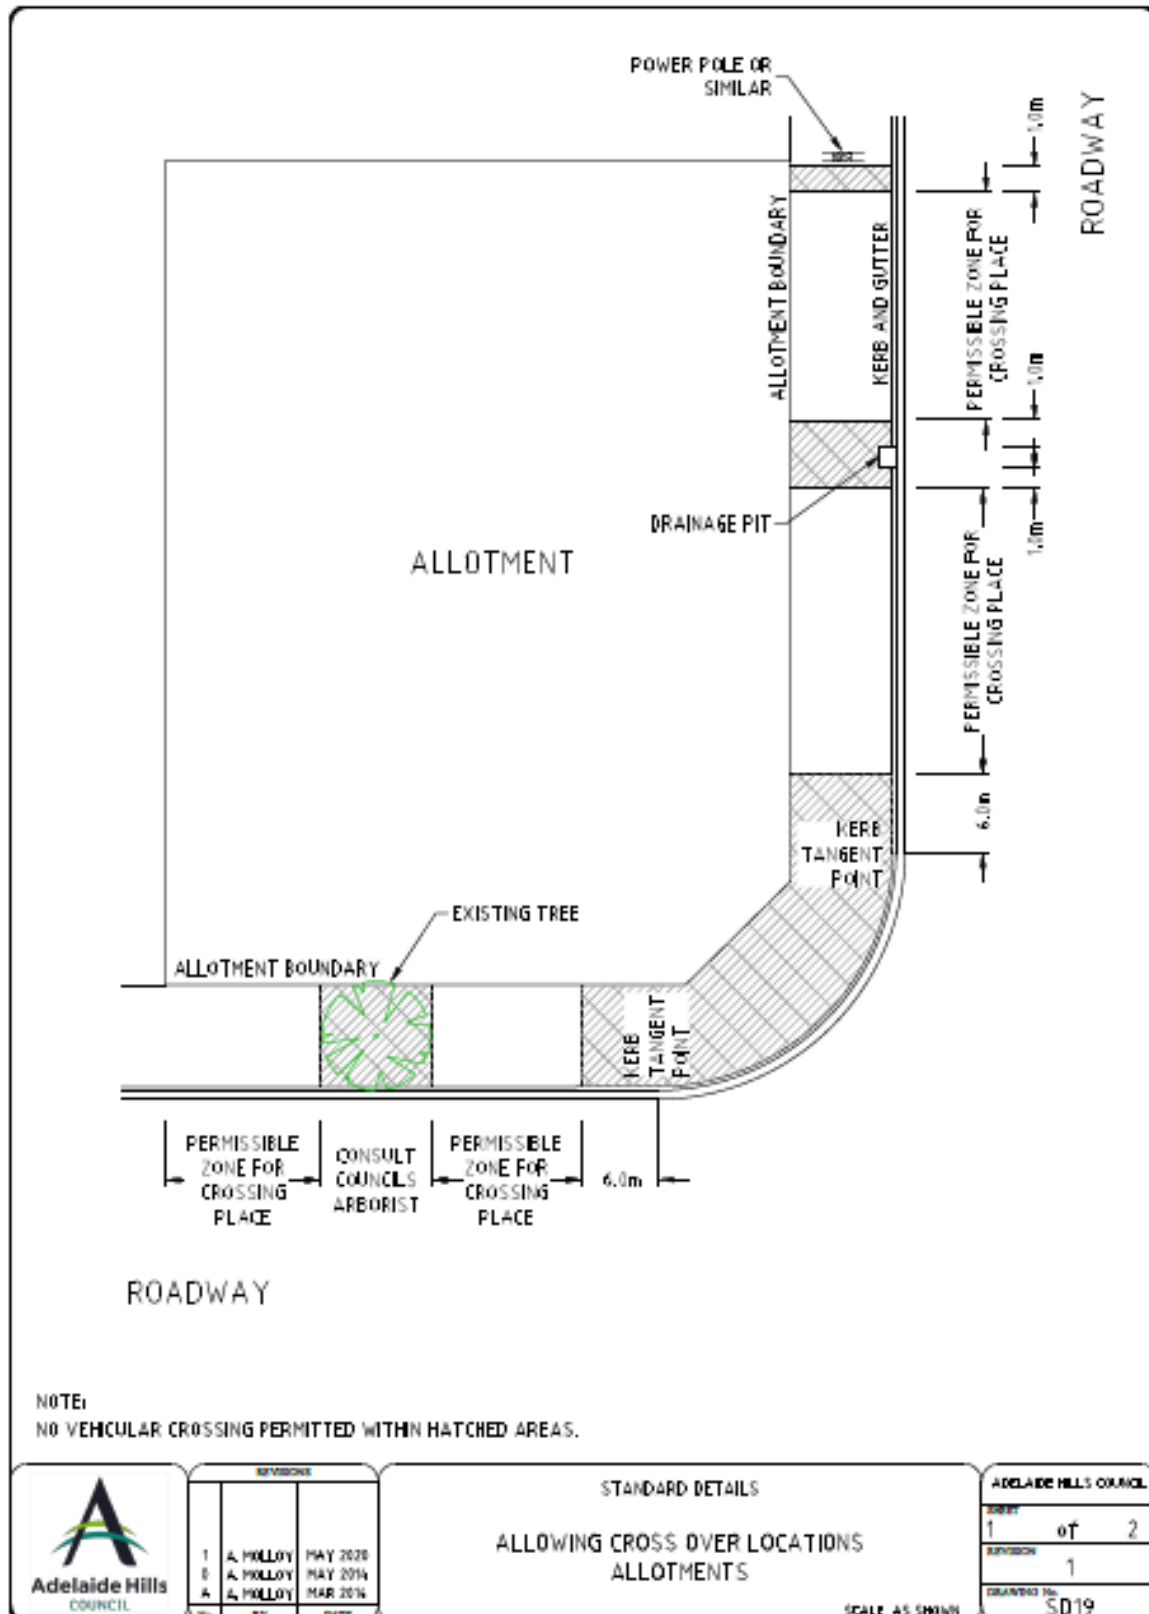 POWER POLE OR
SIMILAR
1.0m
ROADWAY
ALLOTMENT BOUNDARY
KERB AND GUTTER
PERMISSIBLE ZONE FOR
CROSSING PLACE
1.0m
DRAINAGE PIT
1.0m
ALLOTMENT
PERMISSIBLE ZONE FOR
CROSSING PLACE
6.0m
KERB
TANGENT
POINT
EXISTING TREE
ALLOTMENT BOUNDARY
KERB
TANGENT
POINT
PERMISSIBLE
ZONE FOR
CROSSING
PLACE
CONSULT
COUNCILS
ARBORIST
PERMISSIBLE
ZONE FOR
CROSSING
PLACE
6.0m
ROADWAY
NOTE:
NO VEHICULAR CROSSING PERMITTED WITHIN HATCHED AREAS.
Adelaide Hills
COUNCIL
REVISIONS
1 A. MOLLOY MAY 2020
0 A. MOLLOY MAY 2014
A A. MOLLOY MAR 2014
No. BY DATE
STANDARD DETAILS
ALLOWING CROSS OVER LOCATIONS
ALLOTMENTS
SCALE AS SHOWN
ADELAIDE HILLS COUNCIL
SHEET
1 of 2
REVISION
1
DRAWING No.
SD19